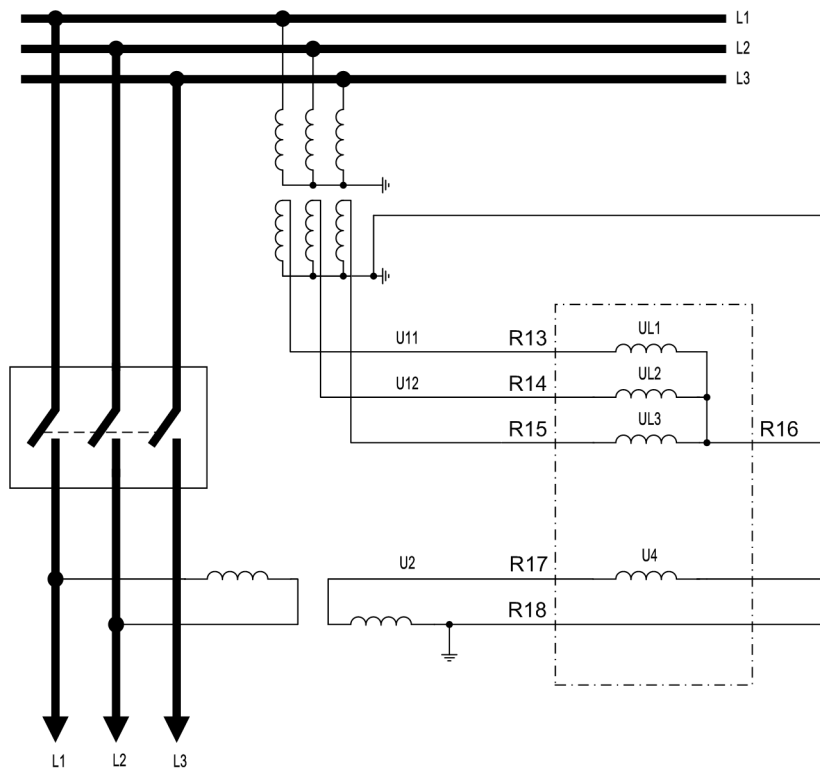 L1
L2
L3
U11 R13 UL1
U12 R14 UL2
R15 UL3 R16
U2 R17 U4
R18
L1 L2 L3